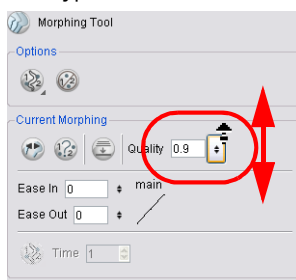 Morphing Tool
Options
Current Morphing
Quality 0.9
Ease In 0 main
Ease Out 0
Time 1